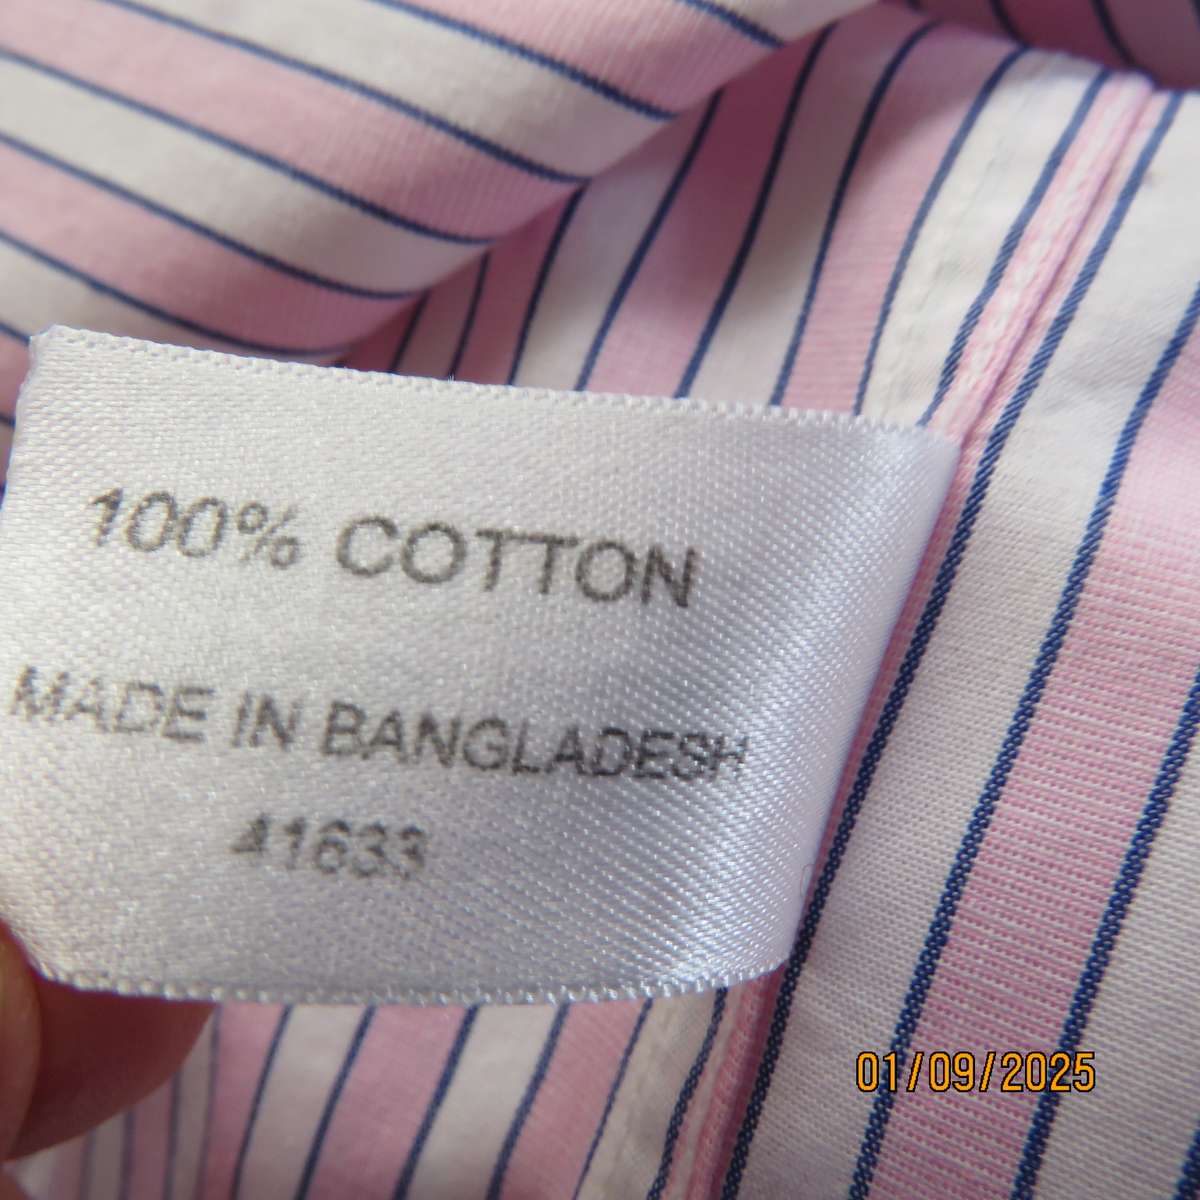 100% COTTON
MADE IN BANGLADESH
41633
01/09/2025